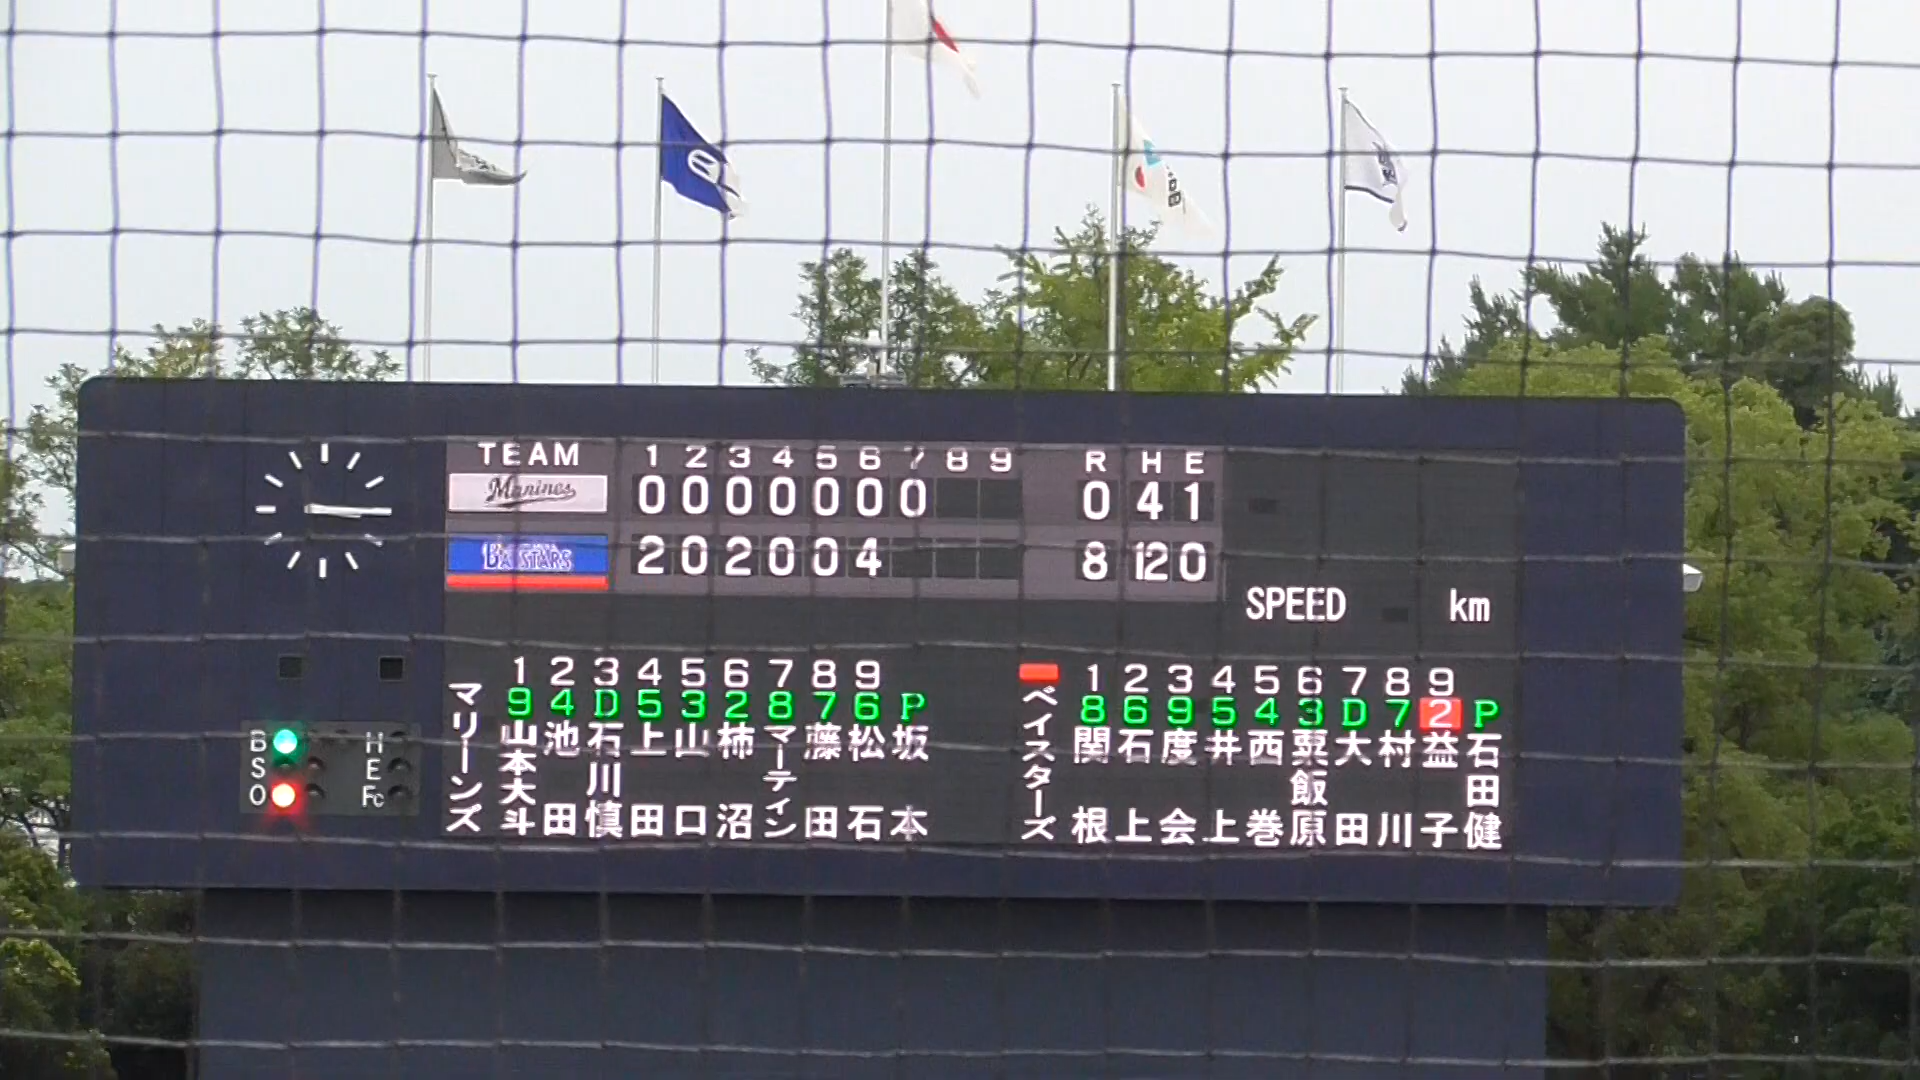 TEAM 1 2 3 4 5 6 7 8 9 R H E
Marines 0 0 0 0 0 0 0 0 4 1
BAYSTARS 2 0 2 0 0 4 8 12 0
SPEED km
1 2 3 4 5 6 7 8 9
9 4 D 5 3 2 8 7 6 P
マリーンズ
山本大斗
池田
石川慎
上田
山口
柿沼
マーティン
藤田
松石
坂本
1 2 3 4 5 6 7 8 9
8 6 9 5 4 3 D 7 2 P
ベイスターズ
関根
石上
度会
井上
西巻
粟飯原
大田
村川
益子
石田健
B H
S E
O Fc